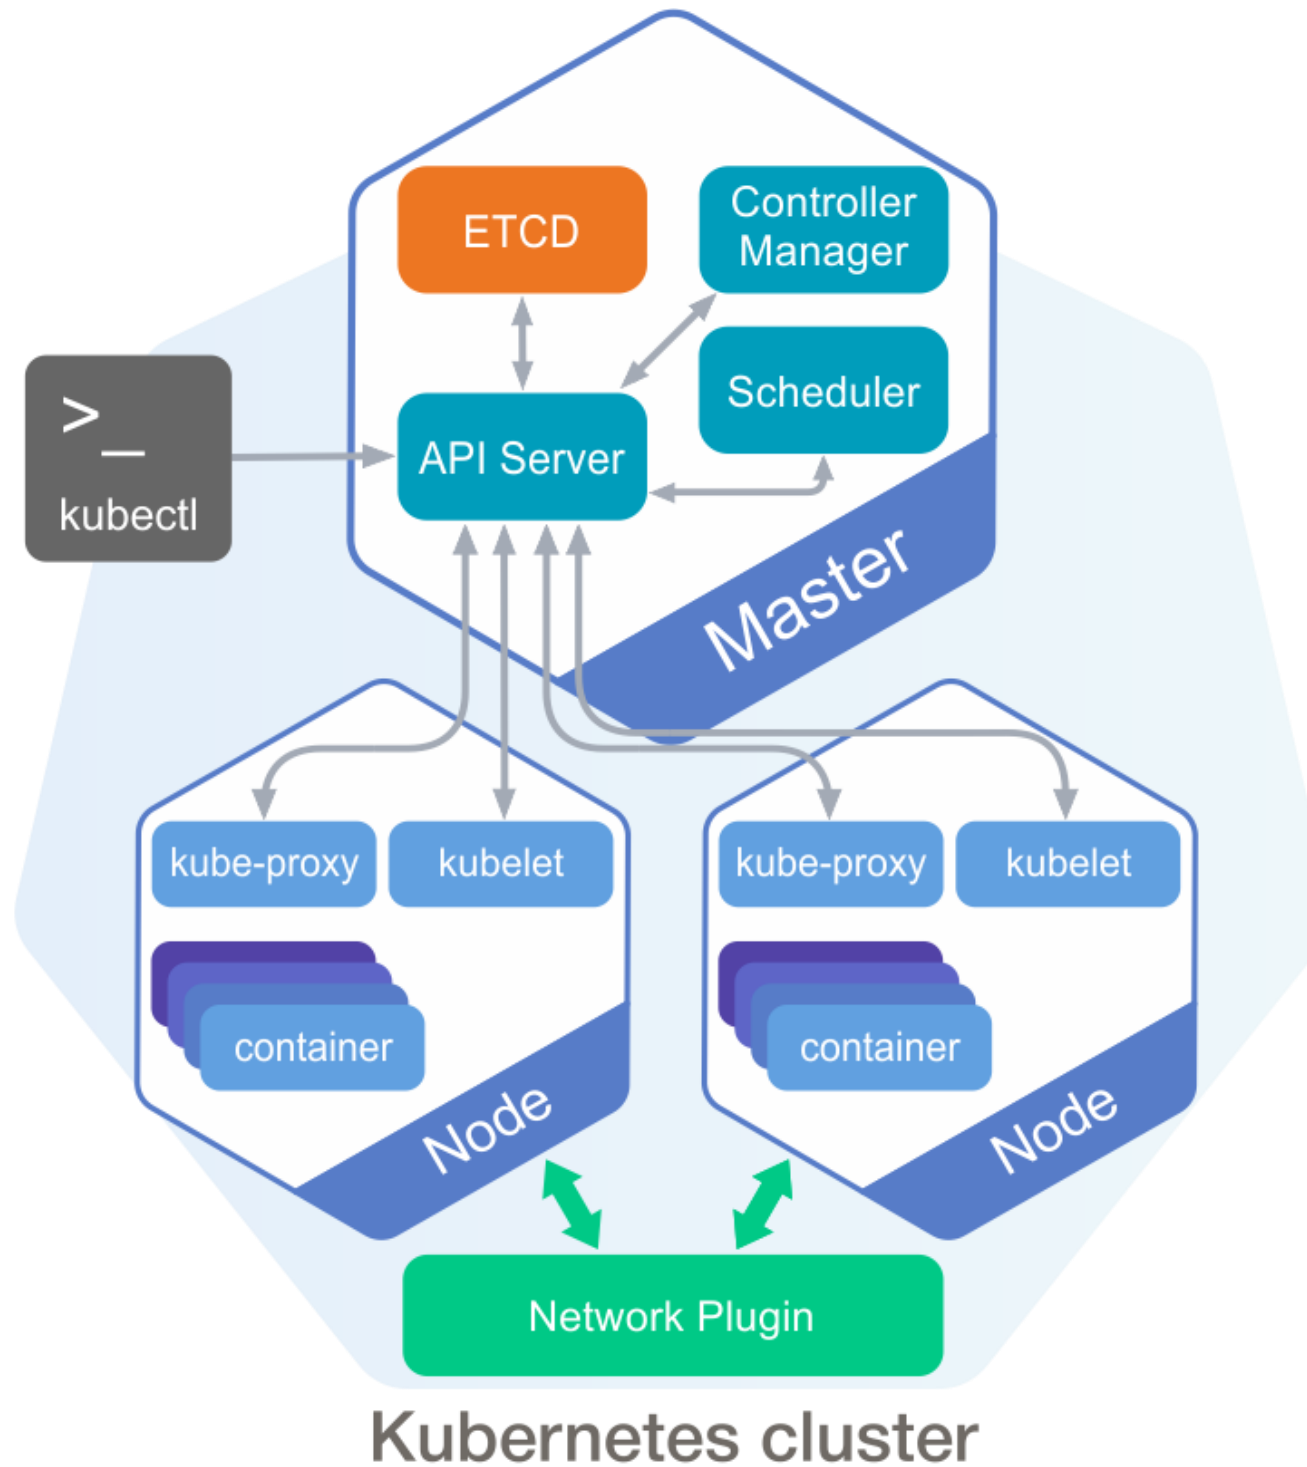 ETCD
Controller
Manager
Scheduler
>_
kubectl
API Server
Master
kube-proxy
kubelet
container
Node
kube-proxy
kubelet
container
Node
Network Plugin
Kubernetes cluster